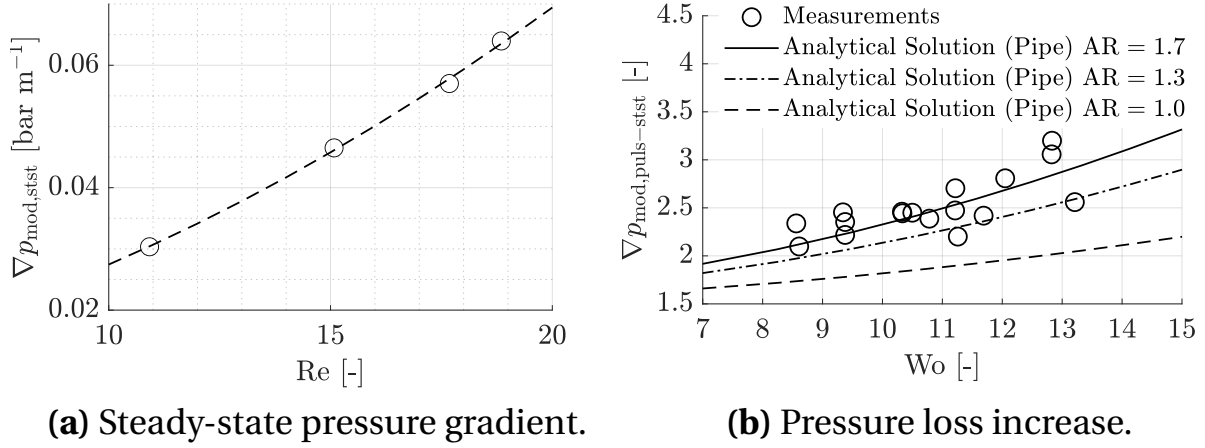 0.06
0.04
0.02
10
15
20
∇p_mod,stst [bar m⁻¹]
Re [-]
(a) Steady-state pressure gradient.
4.5
4
3.5
3
2.5
2
1.5
7 8 9 10 11 12 13 14 15
∇p_mod,puls−stst [-]
Wo [-]
Measurements
Analytical Solution (Pipe) AR = 1.7
Analytical Solution (Pipe) AR = 1.3
Analytical Solution (Pipe) AR = 1.0
(b) Pressure loss increase.